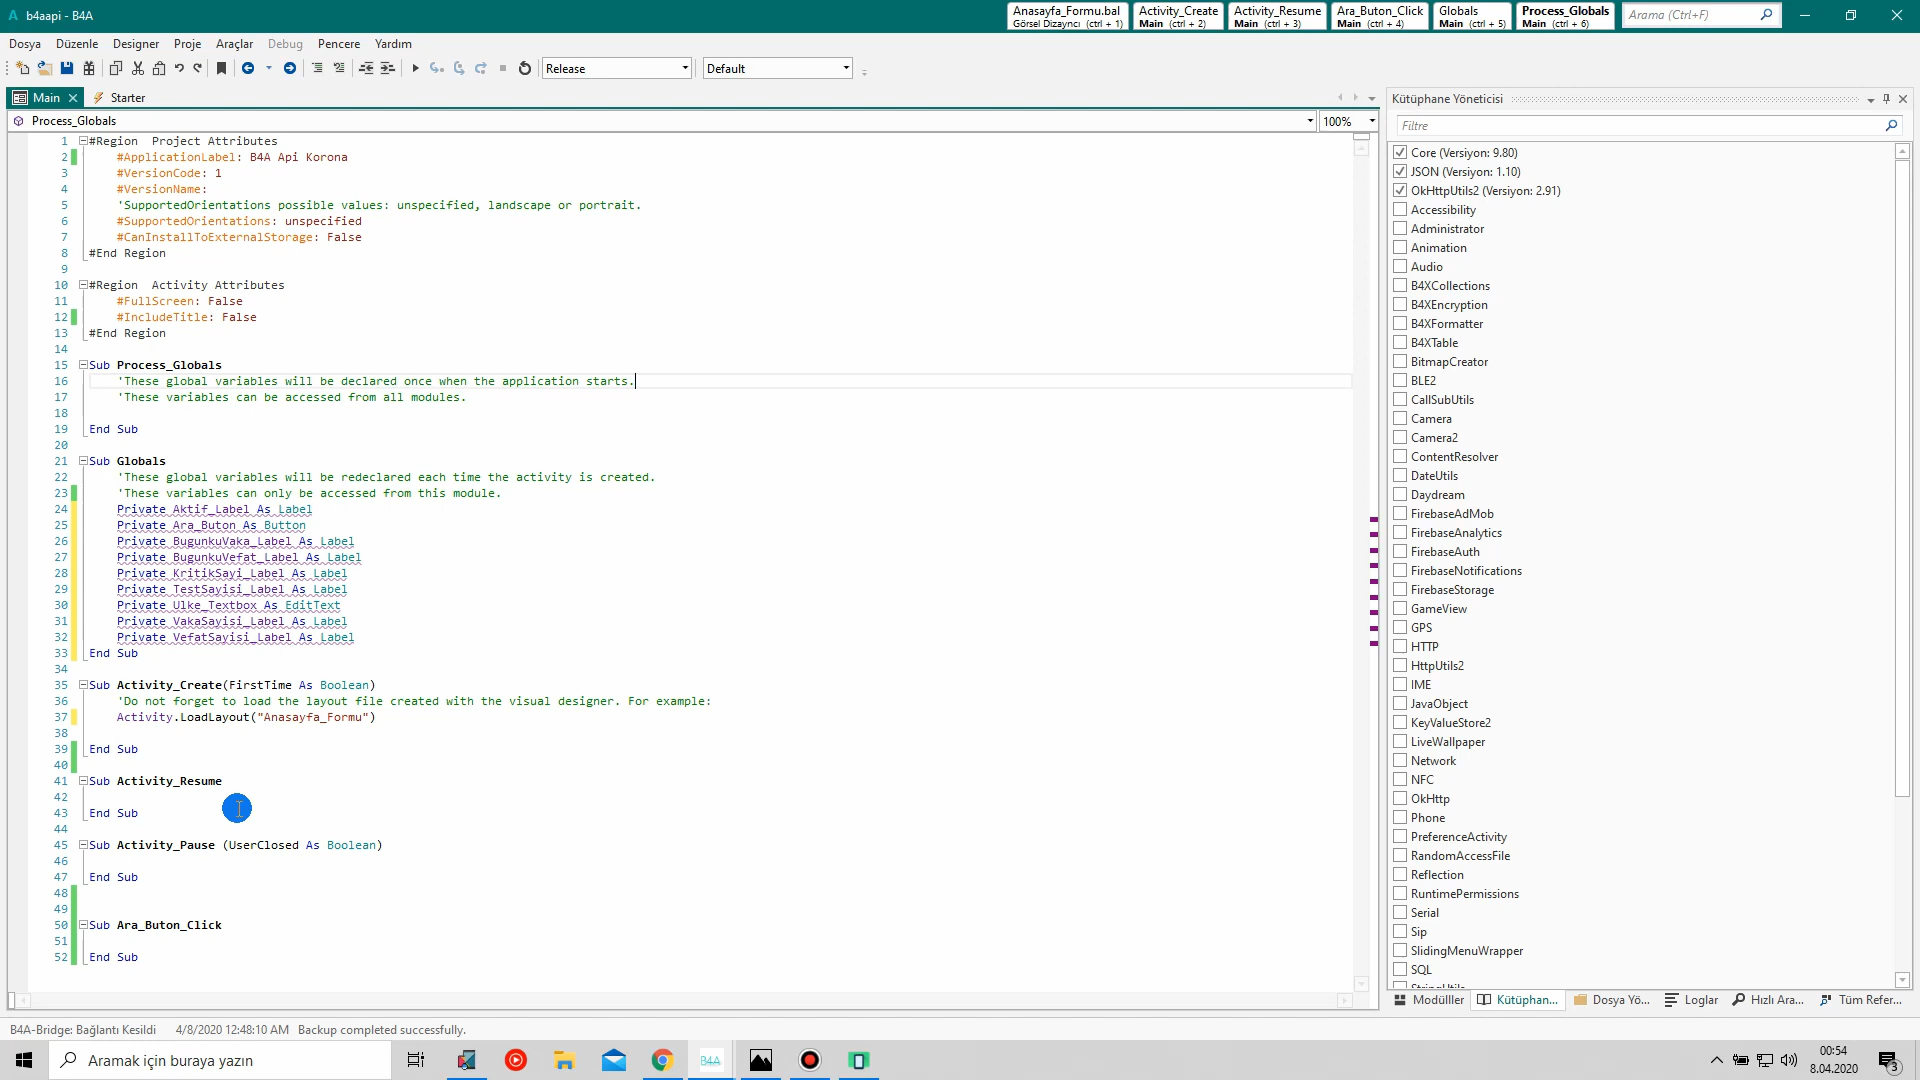 b4aapi - B4A
Anasayfa_Formu.bal
Görsel Dizaync (ctrl + 1)
Activity_Create
Main (ctrl + 2)
Activity_Resume
Main (ctrl + 3)
Ara_Buton_Click
Main (ctrl + 4)
Globals
Main (ctrl + 5)
Process_Globals
Main (ctrl + 6)
Arama (Ctrl+F)
Dosya Düzenle Designer Proje Araçlar Debug Pencere Yardım
Release Default
Main Starter
Process_Globals 100%
1 #Region Project Attributes
2 #ApplicationLabel: B4A Api Korona
3 #VersionCode: 1
4 #VersionName:
5 'SupportedOrientations possible values: unspecified, landscape or portrait.
6 #SupportedOrientations: unspecified
7 #CanInstallToExternalStorage: False
8 #End Region
9
10 #Region Activity Attributes
11 #FullScreen: False
12 #IncludeTitle: False
13 #End Region
14
15 Sub Process_Globals
16 'These global variables will be declared once when the application starts.
17 'These variables can be accessed from all modules.
18
19 End Sub
20
21 Sub Globals
22 'These global variables will be redeclared each time the activity is created.
23 'These variables can only be accessed from this module.
24 Private Aktif_Label As Label
25 Private Ara_Buton As Button
26 Private BugunkuVaka_Label As Label
27 Private BugunkuVefat_Label As Label
28 Private KritikSayi_Label As Label
29 Private TestSayisi_Label As Label
30 Private Ulke_Textbox As EditText
31 Private VakaSayisi_Label As Label
32 Private VefatSayisi_Label As Label
33 End Sub
34
35 Sub Activity_Create(FirstTime As Boolean)
36 'Do not forget to load the layout file created with the visual designer. For example:
37 Activity.LoadLayout("Anasayfa_Formu")
38
39 End Sub
40
41 Sub Activity_Resume
42
43 End Sub
44
45 Sub Activity_Pause (UserClosed As Boolean)
46
47 End Sub
48
49
50 Sub Ara_Buton_Click
51
52 End Sub
Kütüphane Yöneticisi
Filtre
Core (Versiyon: 9.80)
JSON (Versiyon: 1.10)
OkHttpUtils2 (Versiyon: 2.91)
Accessibility
Administrator
Animation
Audio
B4XCollections
B4XEncryption
B4XFormatter
B4XTable
BitmapCreator
BLE2
CallSubUtils
Camera
Camera2
ContentResolver
DateUtils
Daydream
FirebaseAdMob
FirebaseAnalytics
FirebaseAuth
FirebaseNotifications
FirebaseStorage
GameView
GPS
HTTP
HttpUtils2
IME
JavaObject
KeyValueStore2
LiveWallpaper
Network
NFC
OkHttp
Phone
PreferenceActivity
RandomAccessFile
Reflection
RuntimePermissions
Serial
Sip
SlidingMenuWrapper
SQL
Modüller Kütüphan... Dosya Yö... Loglar Hızlı Ara... Tüm Refer...
B4A-Bridge: Bağlantı Kesildi 4/8/2020 12:48:10 AM Backup completed successfully.
Aramak için buraya yazın
B4A
00:54
8.04.2020
3